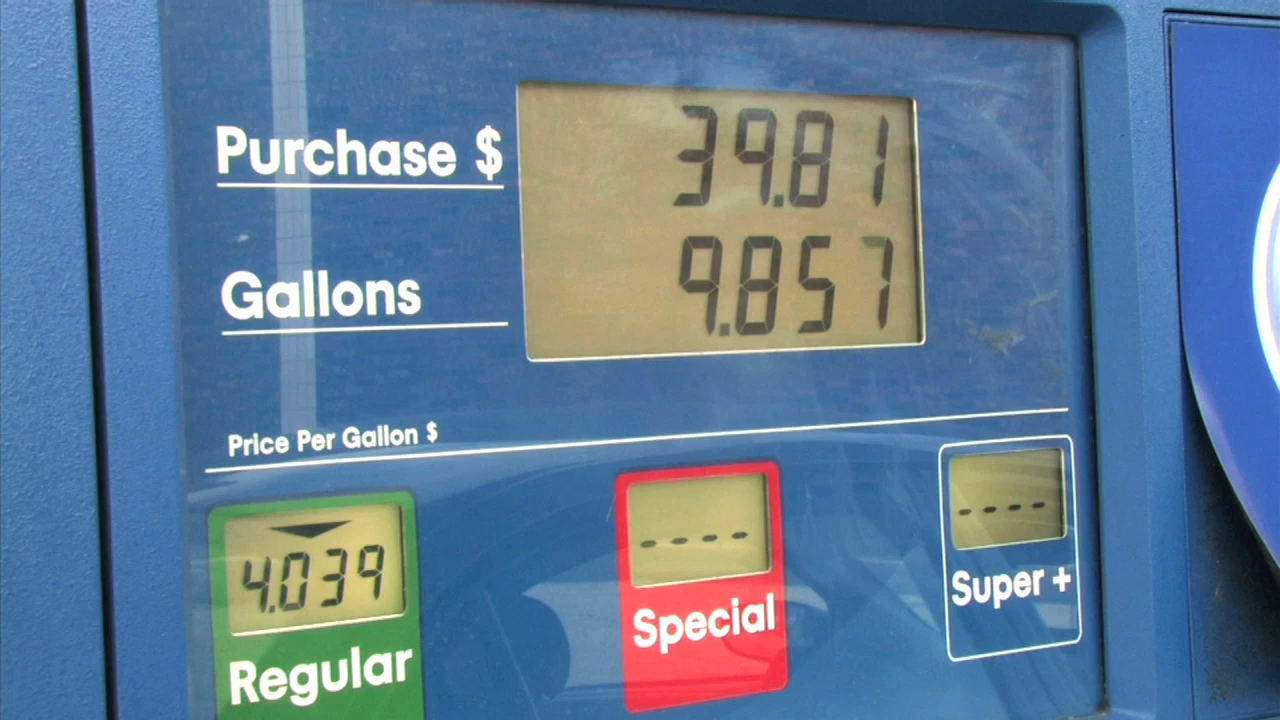 Purchase $ 39.81
Gallons 9.857
Price Per Gallon $
4.039
----
----
Regular
Special
Super +